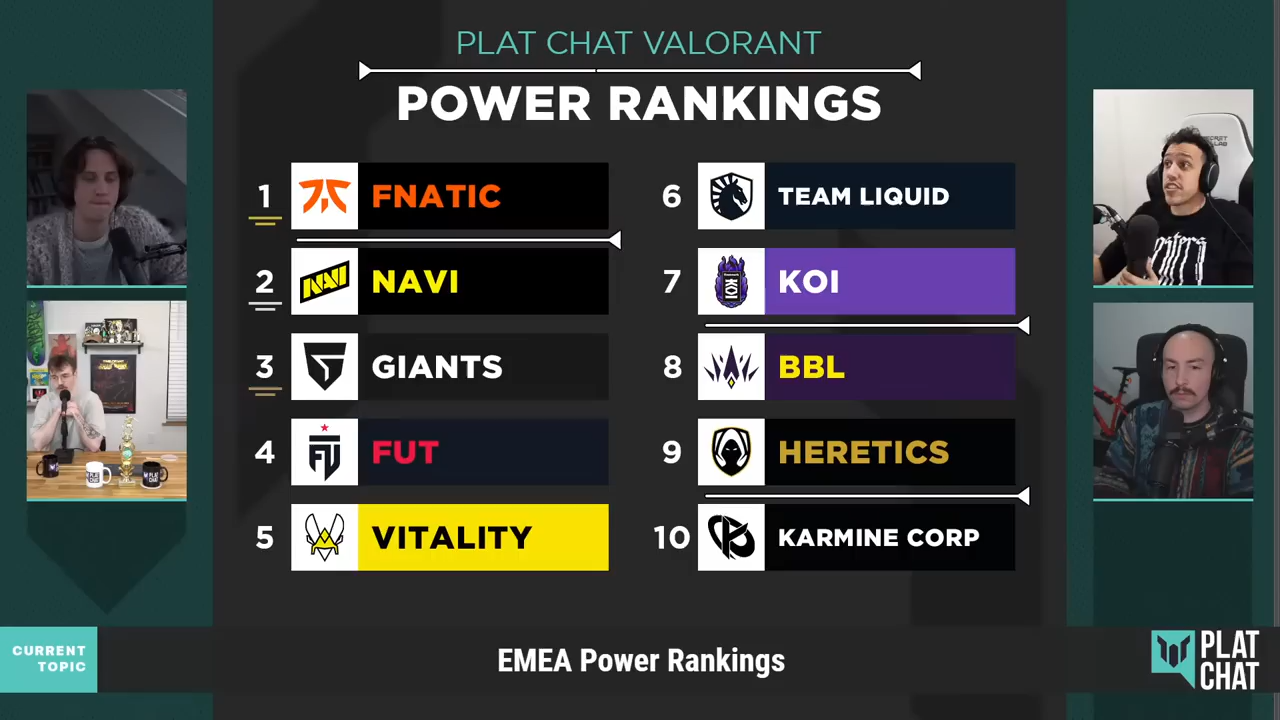 PLAT CHAT VALORANT
POWER RANKINGS
1 FNATIC
2 NAVI
3 GIANTS
4 FUT
5 VITALITY
6 TEAM LIQUID
7 KOI
8 BBL
9 HERETICS
10 KARMINE CORP
CURRENT TOPIC
EMEA Power Rankings
PLAT
CHAT